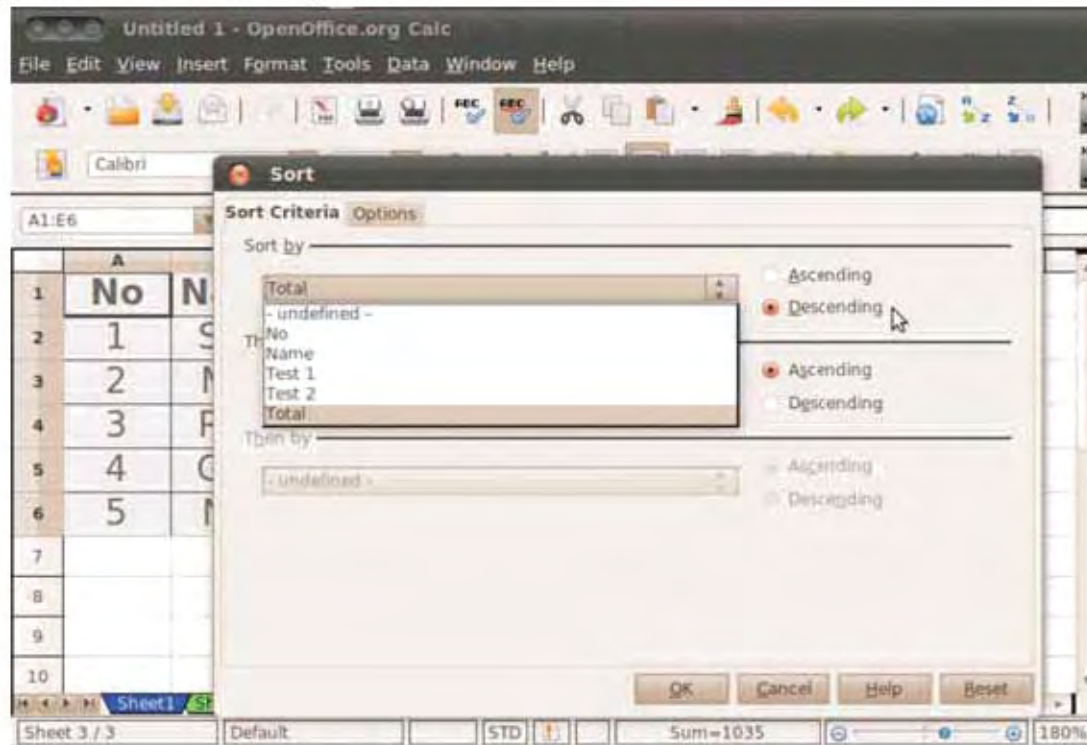 Untitled 1 - OpenOffice.org Calc
File Edit View Insert Format Tools Data Window Help
Calibri
Sort
A1:E6
Sort Criteria Options
Sort by
A
Total
Ascending
Descending
1 No
- undefined -
No
Name
Test 1
Test 2
Total
Ascending
Descending
2 1
3 2
4 3
Then by
- undefined -
Ascending
Descending
5 4
6 5
7
8
9
10
OK Cancel Help Reset
Sheet1
Sheet 3 / 3 Default STD Sum=1035 180%